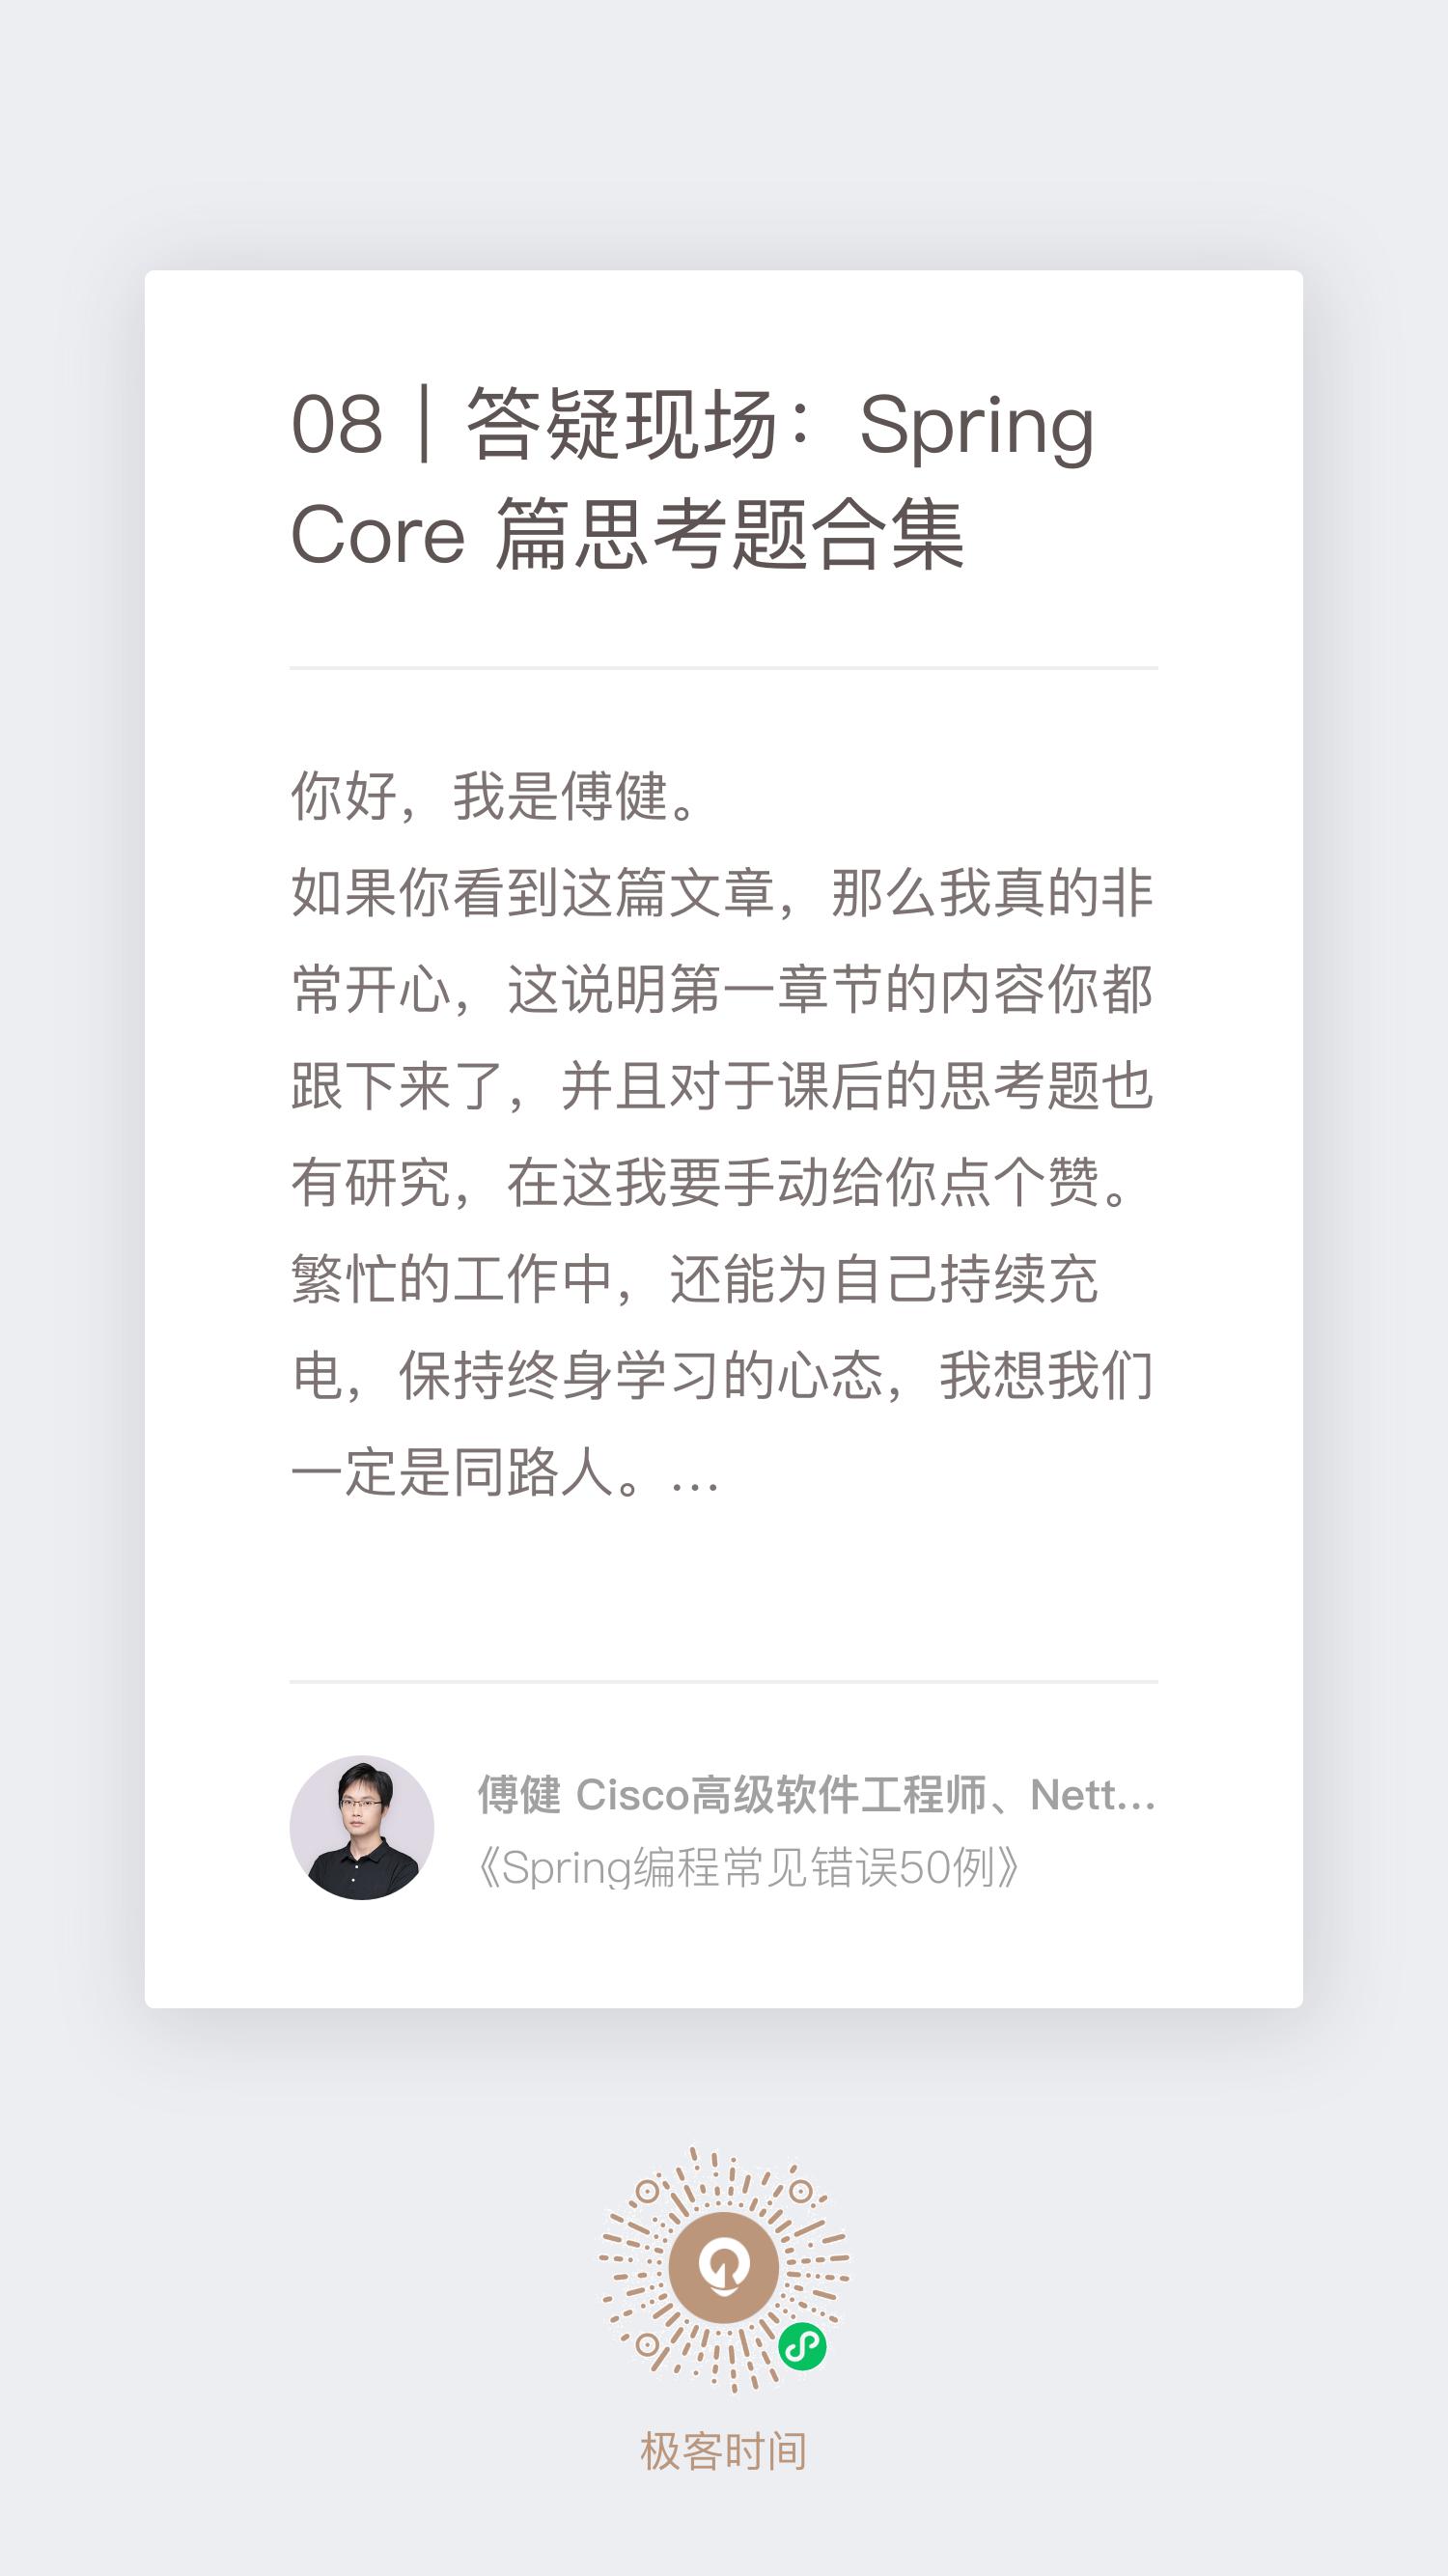 08｜答疑现场：Spring
Core 篇思考题合集
你好，我是傅健。
如果你看到这篇文章，那么我真的非
常开心，这说明第一章节的内容你都
跟下来了，并且对于课后的思考题也
有研究，在这我要手动给你点个赞。
繁忙的工作中，还能为自己持续充
电，保持终身学习的心态，我想我们
一定是同路人。...
傅健 Cisco高级软件工程师、Nett...
《Spring编程常见错误50例》
极客时间